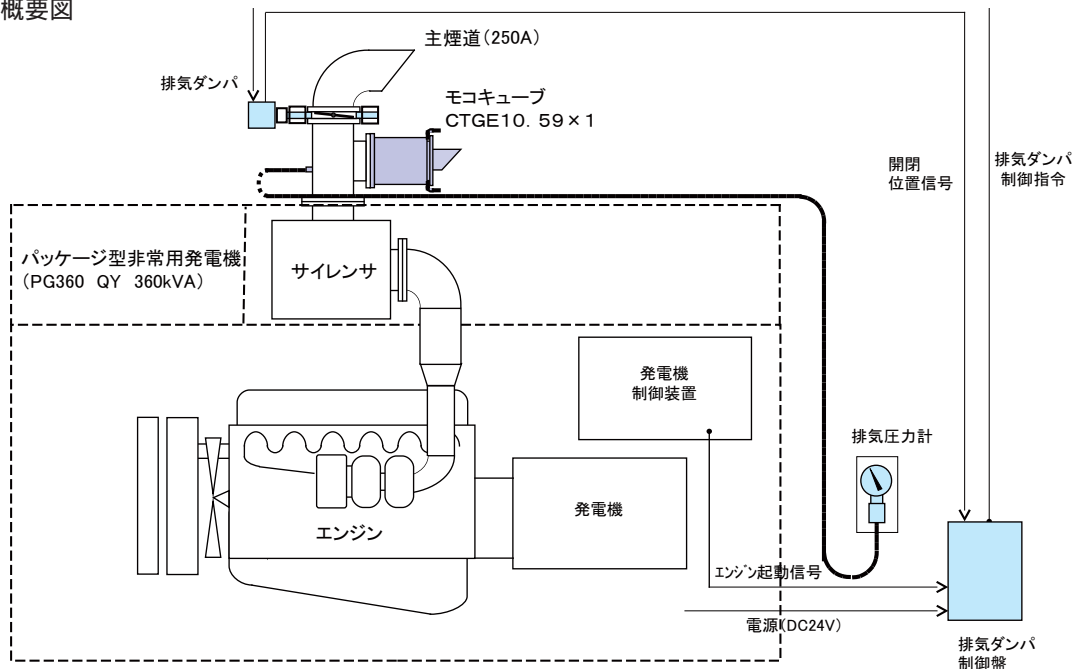 概要図
主煙道(250A)
排気ダンパ
モコキューブ
CTGE10.59×1
開閉
位置信号
排気ダンパ
制御指令
パッケージ型非常用発電機
(PG360 QY 360kVA)
サイレンサ
発電機
制御装置
排気圧力計
エンジン
発電機
エンジン起動信号
電源(DC24V)
排気ダンパ
制御盤